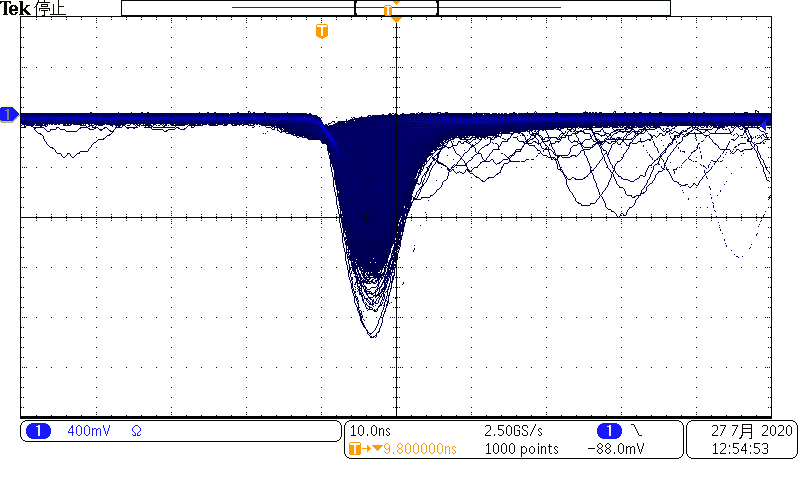 Tek 停止
T
T
1
1 400mV Ω
10.0ns 2.50GS/s 1
T→▼9.800000ns 1000 points -88.0mV
27 7月 2020
12:54:53